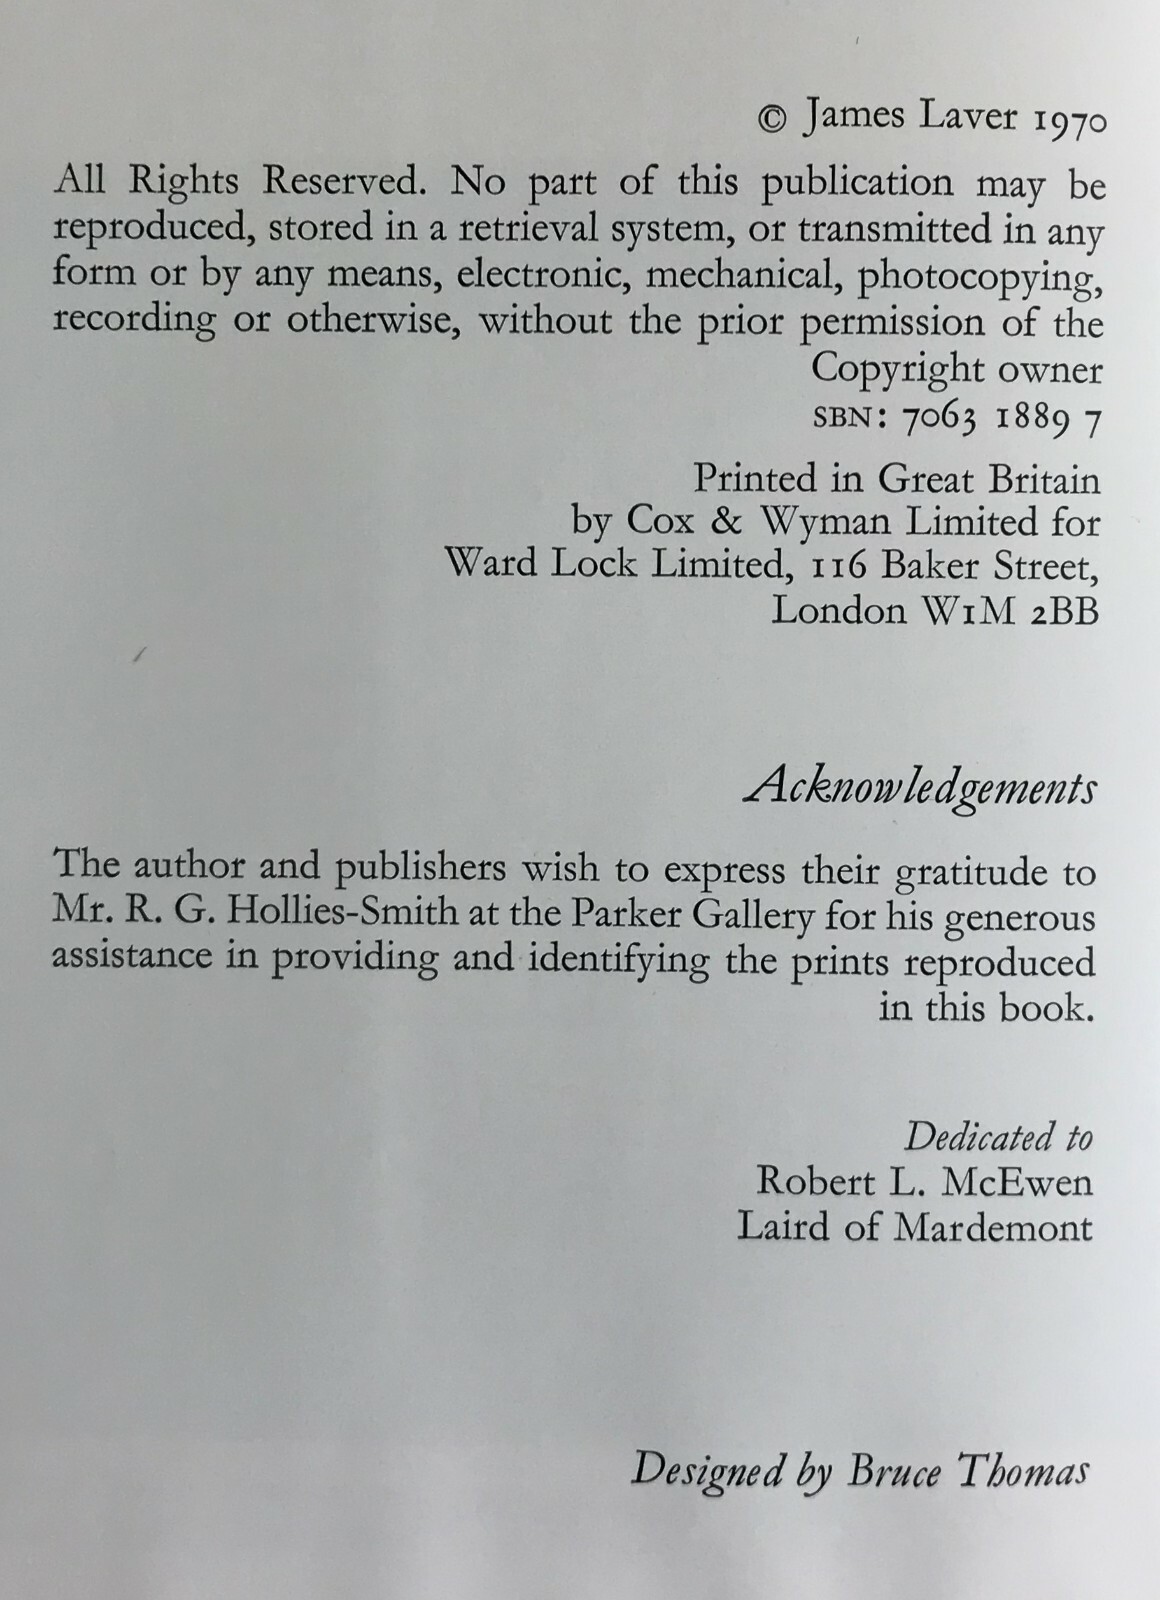 © James Laver 1970
All Rights Reserved. No part of this publication may be
reproduced, stored in a retrieval system, or transmitted in any
form or by any means, electronic, mechanical, photocopying,
recording or otherwise, without the prior permission of the
Copyright owner
SBN: 7063 1889 7
Printed in Great Britain
by Cox & Wyman Limited for
Ward Lock Limited, 116 Baker Street,
London W1M 2BB
Acknowledgements
The author and publishers wish to express their gratitude to
Mr. R. G. Hollies-Smith at the Parker Gallery for his generous
assistance in providing and identifying the prints reproduced
in this book.
Dedicated to
Robert L. McEwen
Laird of Mardemont
Designed by Bruce Thomas